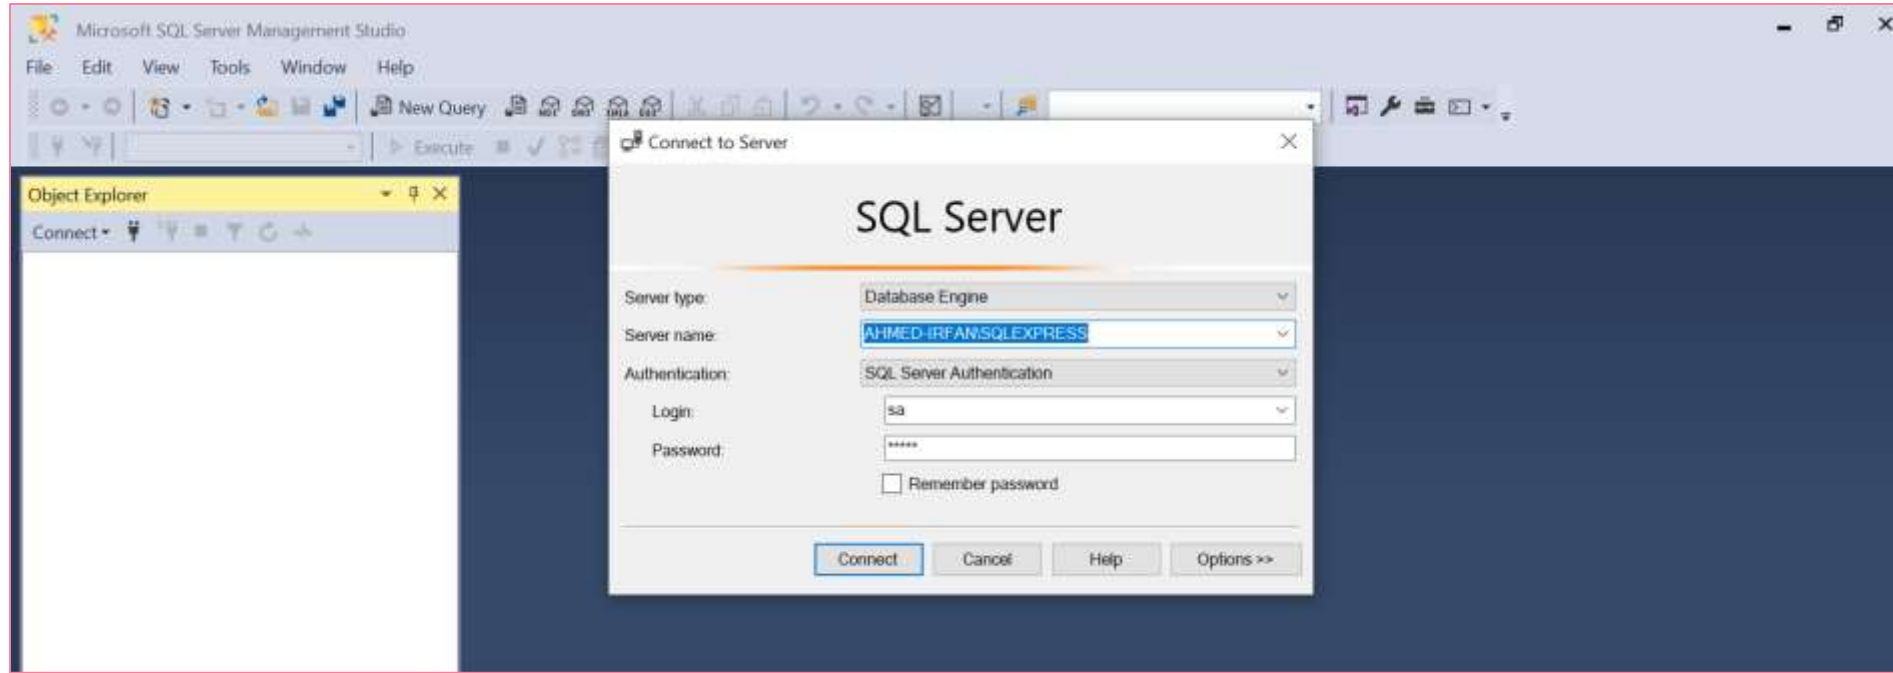 Microsoft SQL Server Management Studio
File Edit View Tools Window Help
New Query
Execute
Connect to Server
Object Explorer
Connect
SQL Server
Server type: Database Engine
Server name: AHMED-IRFAN\SQLEXPRESS
Authentication: SQL Server Authentication
Login: sa
Password: *****
Remember password
Connect Cancel Help Options >>